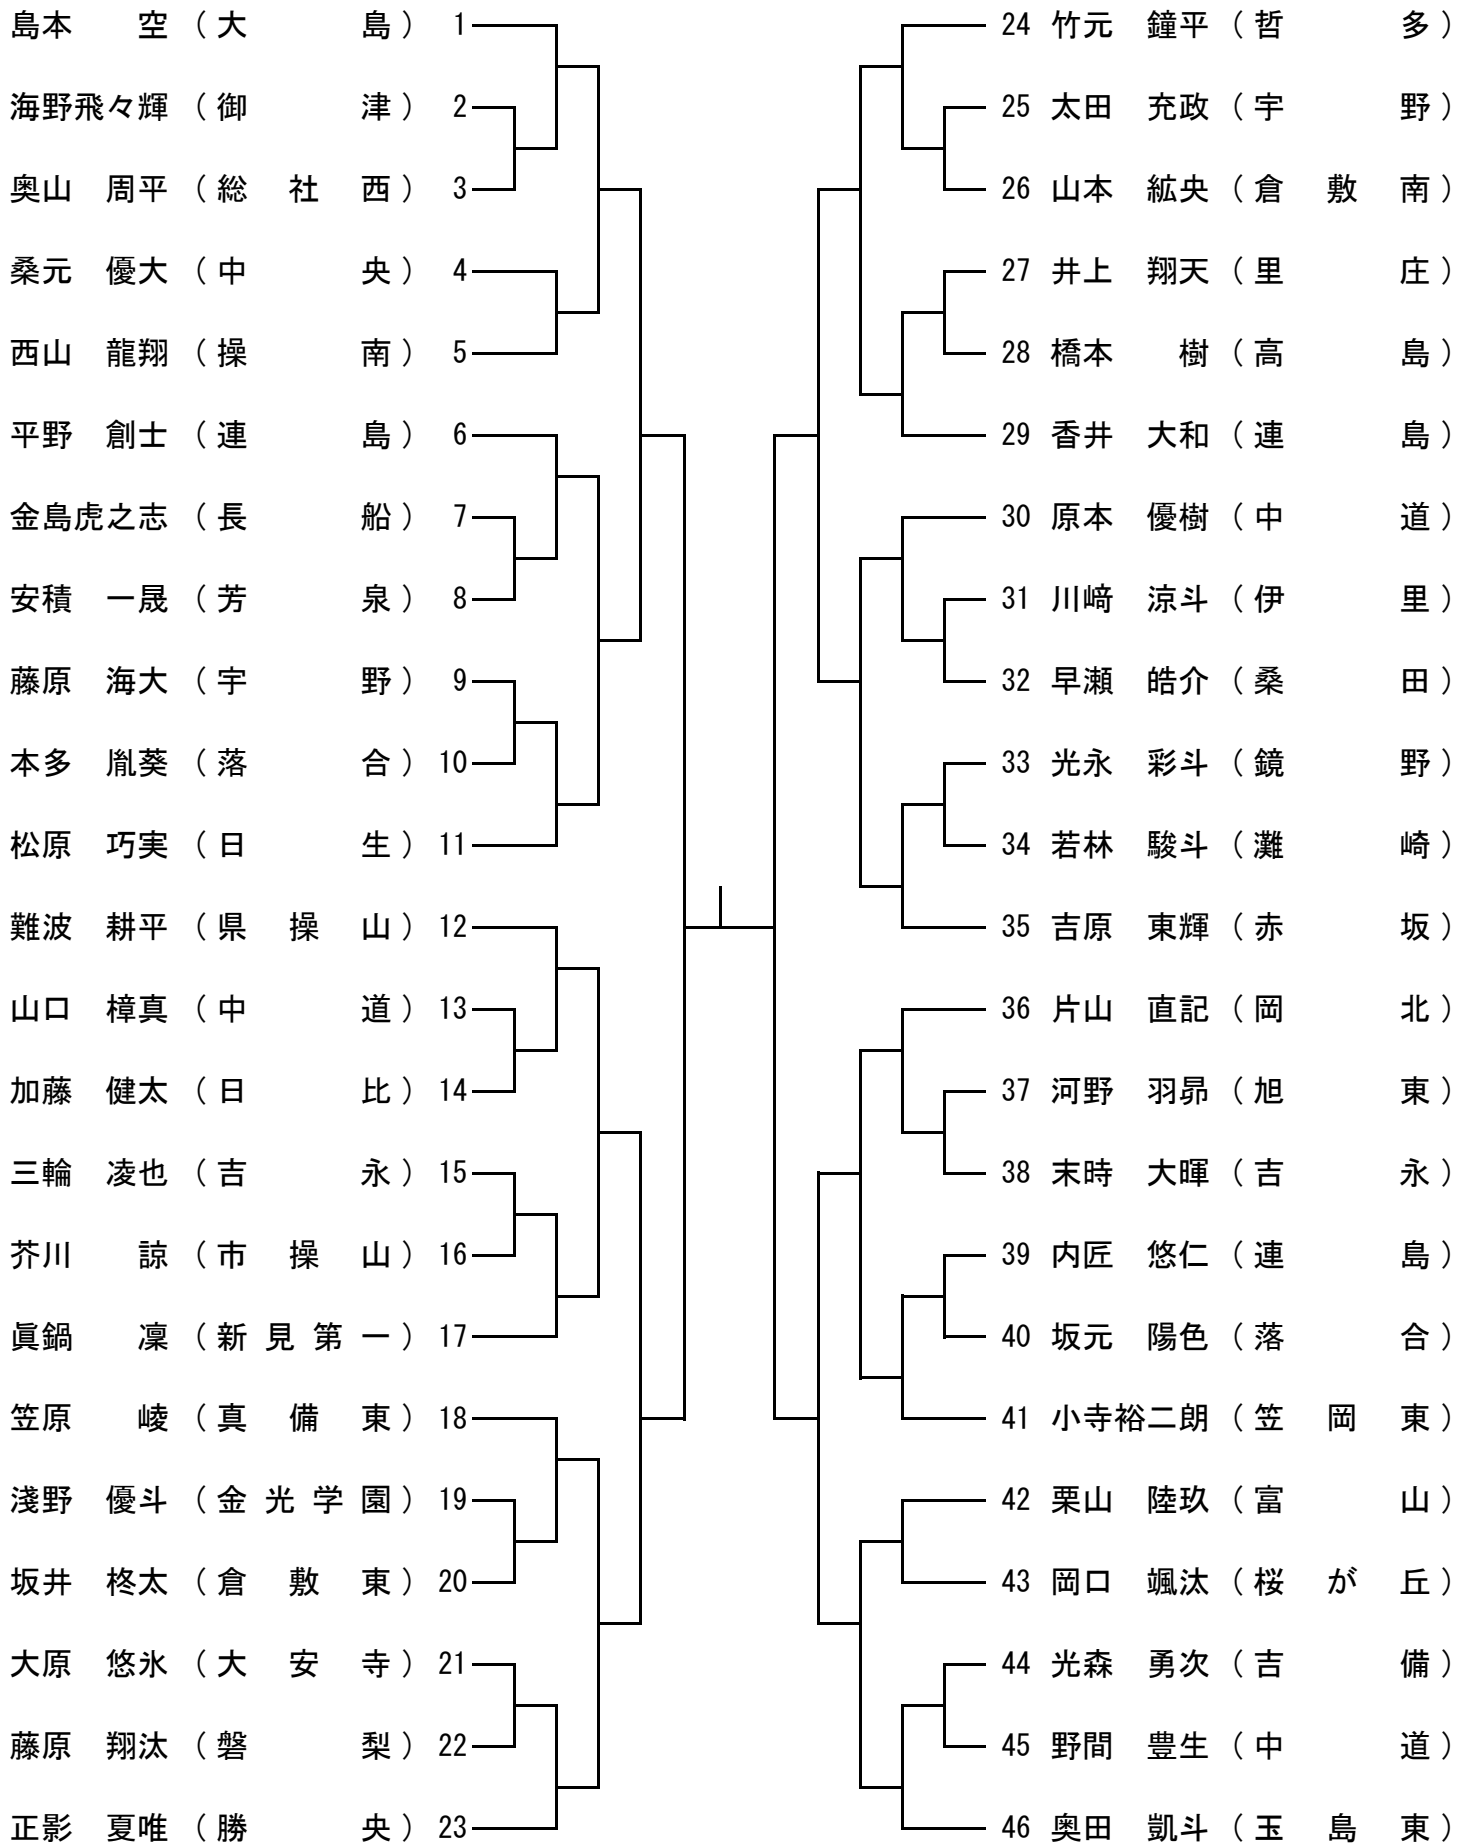 島本　空（大島）1
海野飛々輝（御津）2
奥山　周平（総社西）3
桑元　優大（中央）4
西山　龍翔（操南）5
平野　創士（連島）6
金島虎之志（長船）7
安積　一晟（芳泉）8
藤原　海大（宇野）9
本多　胤葵（落合）10
松原　巧実（日生）11
難波　耕平（県操山）12
山口　樟真（中道）13
加藤　健太（日比）14
三輪　凌也（吉永）15
芥川　諒（市操山）16
眞鍋　凜（新見第一）17
笠原　崚（真備東）18
淺野　優斗（金光学園）19
坂井　柊太（倉敷東）20
大原　悠氷（大安寺）21
藤原　翔汰（磐梨）22
正影　夏唯（勝央）23
24 竹元　鐘平（哲多）
25 太田　充政（宇野）
26 山本　紘央（倉敷南）
27 井上　翔天（里庄）
28 橋本　樹（高島）
29 香井　大和（連島）
30 原本　優樹（中道）
31 川﨑　涼斗（伊里）
32 早瀬　皓介（桑田）
33 光永　彩斗（鏡野）
34 若林　駿斗（灘崎）
35 吉原　東輝（赤坂）
36 片山　直記（岡北）
37 河野　羽昴（旭東）
38 末時　大暉（吉永）
39 内匠　悠仁（連島）
40 坂元　陽色（落合）
41 小寺裕二朗（笠岡東）
42 栗山　陸玖（富山）
43 岡口　颯汰（桜が丘）
44 光森　勇次（吉備）
45 野間　豊生（中道）
46 奥田　凱斗（玉島東）